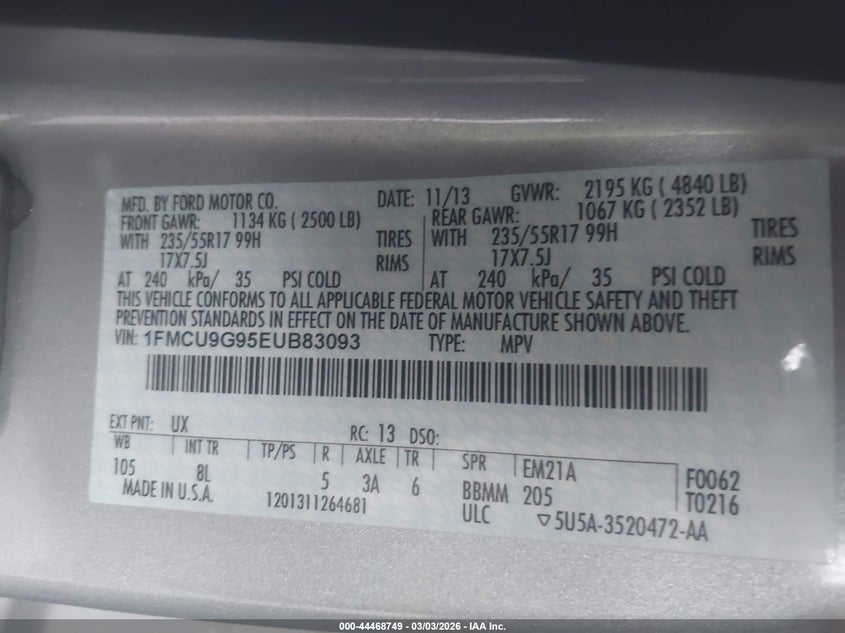 MFD. BY FORD MOTOR CO. DATE: 11/13 GVWR: 2195 KG ( 4840 LB)
FRONT GAWR: 1134 KG ( 2500 LB) REAR GAWR: 1067 KG ( 2352 LB)
WITH 235/55R17 99H TIRES WITH 235/55R17 99H TIRES
17X7.5J RIMS 17X7.5J RIMS
AT 240 kPa/ 35 PSI COLD AT 240 kPa/ 35 PSI COLD
THIS VEHICLE CONFORMS TO ALL APPLICABLE FEDERAL MOTOR VEHICLE SAFETY AND THEFT
PREVENTION STANDARDS IN EFFECT ON THE DATE OF MANUFACTURE SHOWN ABOVE.
VIN: 1FMCU9G95EUB83093 TYPE: MPV
EXT PNT: UX RC: 13 DSO:
WB INT TR TP/PS R AXLE TR SPR EM21A F0062
105 8L 5 3A 6 BBMM 205 T0216
MADE IN U.S.A. 1201311264681 ULC ▽5U5A-3520472-AA
000-44468749 | 03/03/2026 - IAA Inc.